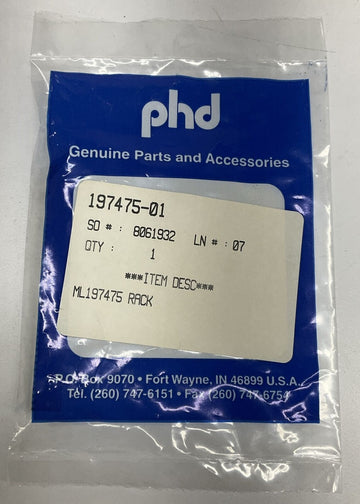 phd
Genuine Parts and Accessories
197475-01
SO # : 8061932 LN # : 07
QTY : 1
***ITEM DESC***
ML197475 RACK
P.O. Box 9070 • Fort Wayne, IN 46899 U.S.A.
Tel. (260) 747-6151 • Fax (260) 747-6754